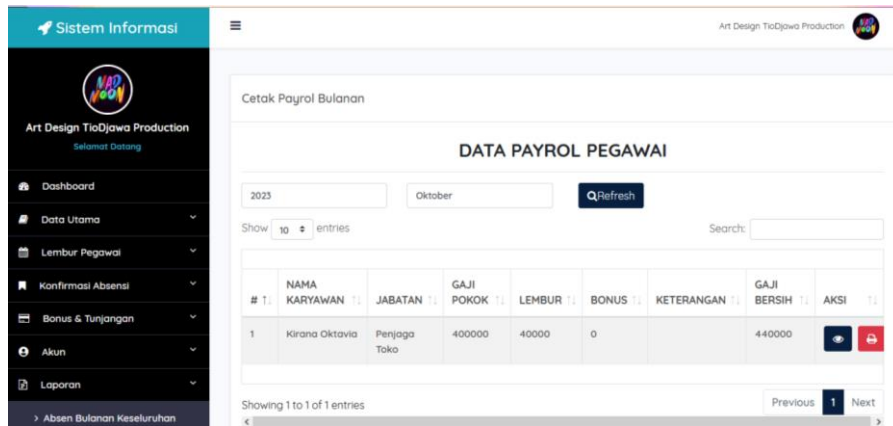 Sistem Informasi
Art Design TioDjawa Production
NAD
NOON
Art Design TioDjawa Production
Selamat Datang
Dashboard
Data Utama
Lembur Pegawai
Konfirmasi Absensi
Bonus & Tunjangan
Akun
Laporan
> Absen Bulanan Keseluruhan
Cetak Payrol Bulanan
DATA PAYROL PEGAWAI
2023 Oktober Refresh
Show 10 entries Search:
# NAMA KARYAWAN JABATAN GAJI POKOK LEMBUR BONUS KETERANGAN GAJI BERSIH AKSI
1 Kirana Oktavia Penjaga Toko 400000 40000 0 440000
Showing 1 to 1 of 1 entries Previous 1 Next